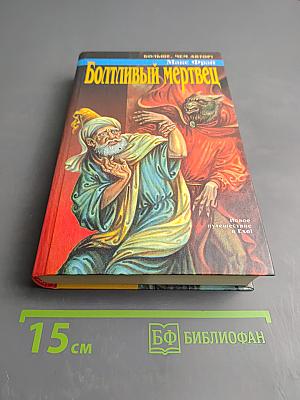 БОЛЬШЕ, ЧЕМ АВТОР!
Макс Фрай
Болтливый мертвец
Новое
путешествие
в Ехо!
15 см
БФ БИБЛИОФАН